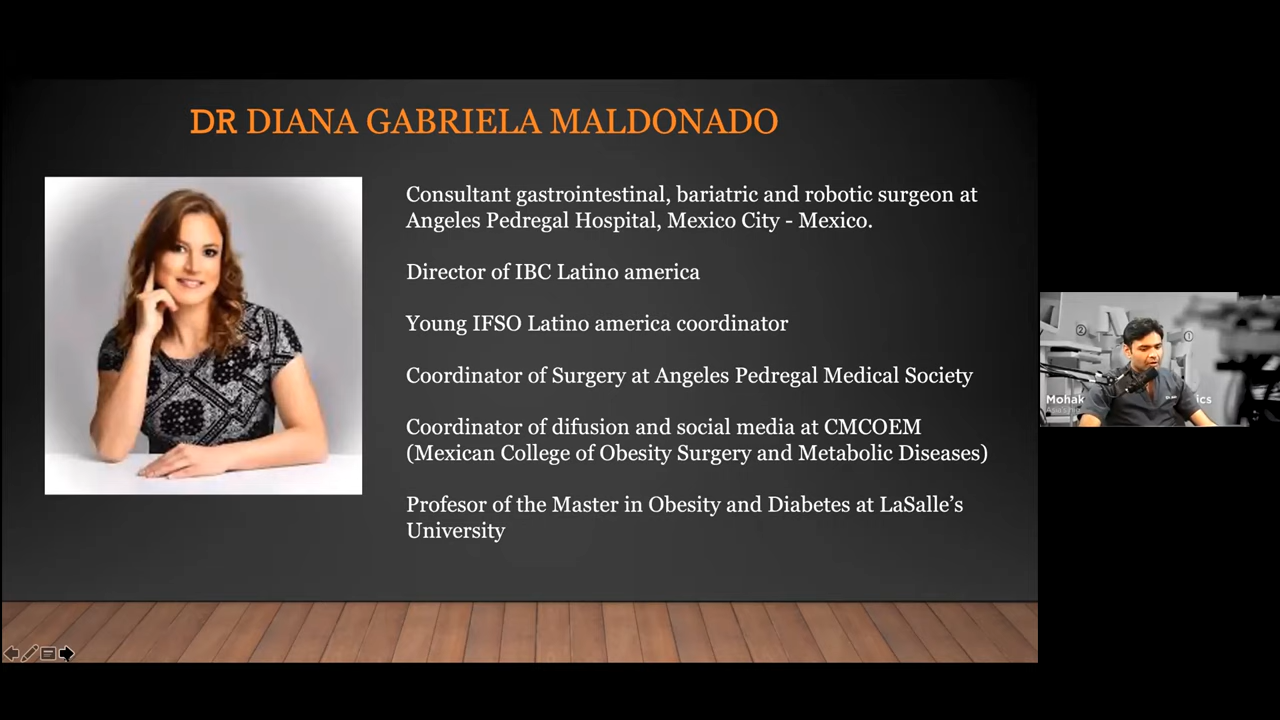 DR DIANA GABRIELA MALDONADO
Consultant gastrointestinal, bariatric and robotic surgeon at
Angeles Pedregal Hospital, Mexico City - Mexico.
Director of IBC Latino america
Young IFSO Latino america coordinator
Coordinator of Surgery at Angeles Pedregal Medical Society
Coordinator of difusion and social media at CMCOEM
(Mexican College of Obesity Surgery and Metabolic Diseases)
Profesor of the Master in Obesity and Diabetes at LaSalle’s
University
② ①
Mohak ics